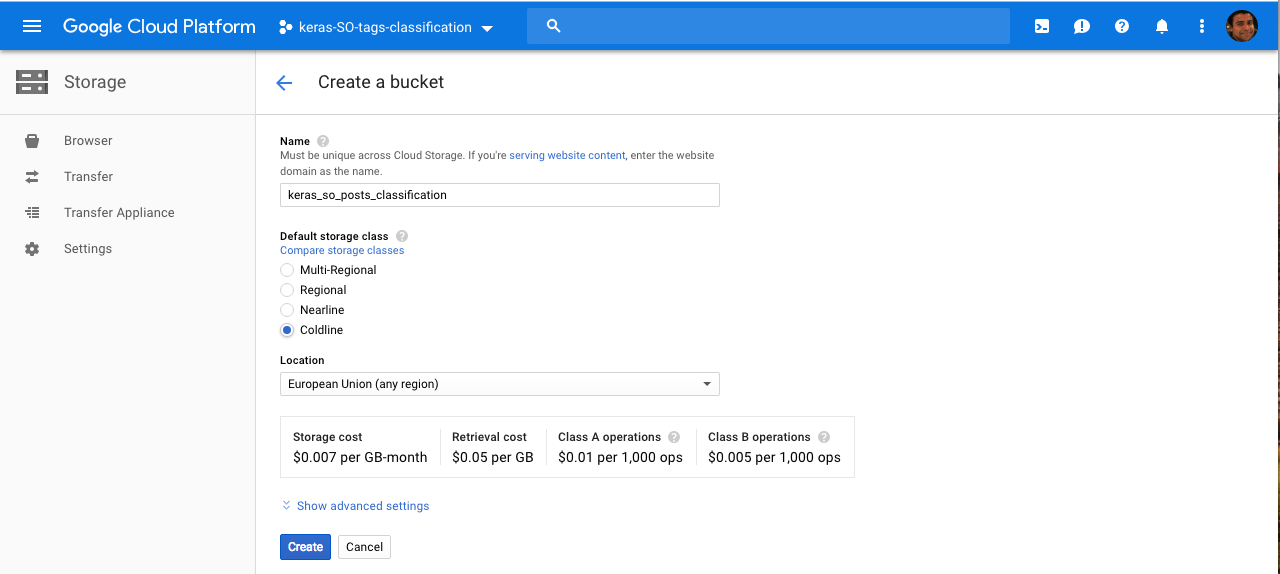 Google Cloud Platform keras-SO-tags-classification
Storage
Create a bucket
Browser
Transfer
Transfer Appliance
Settings
Name
Must be unique across Cloud Storage. If you're serving website content, enter the website
domain as the name.
keras_so_posts_classification
Default storage class
Compare storage classes
Multi-Regional
Regional
Nearline
Coldline
Location
European Union (any region)
Storage cost Retrieval cost Class A operations Class B operations
$0.007 per GB-month $0.05 per GB $0.01 per 1,000 ops $0.005 per 1,000 ops
Show advanced settings
Create Cancel